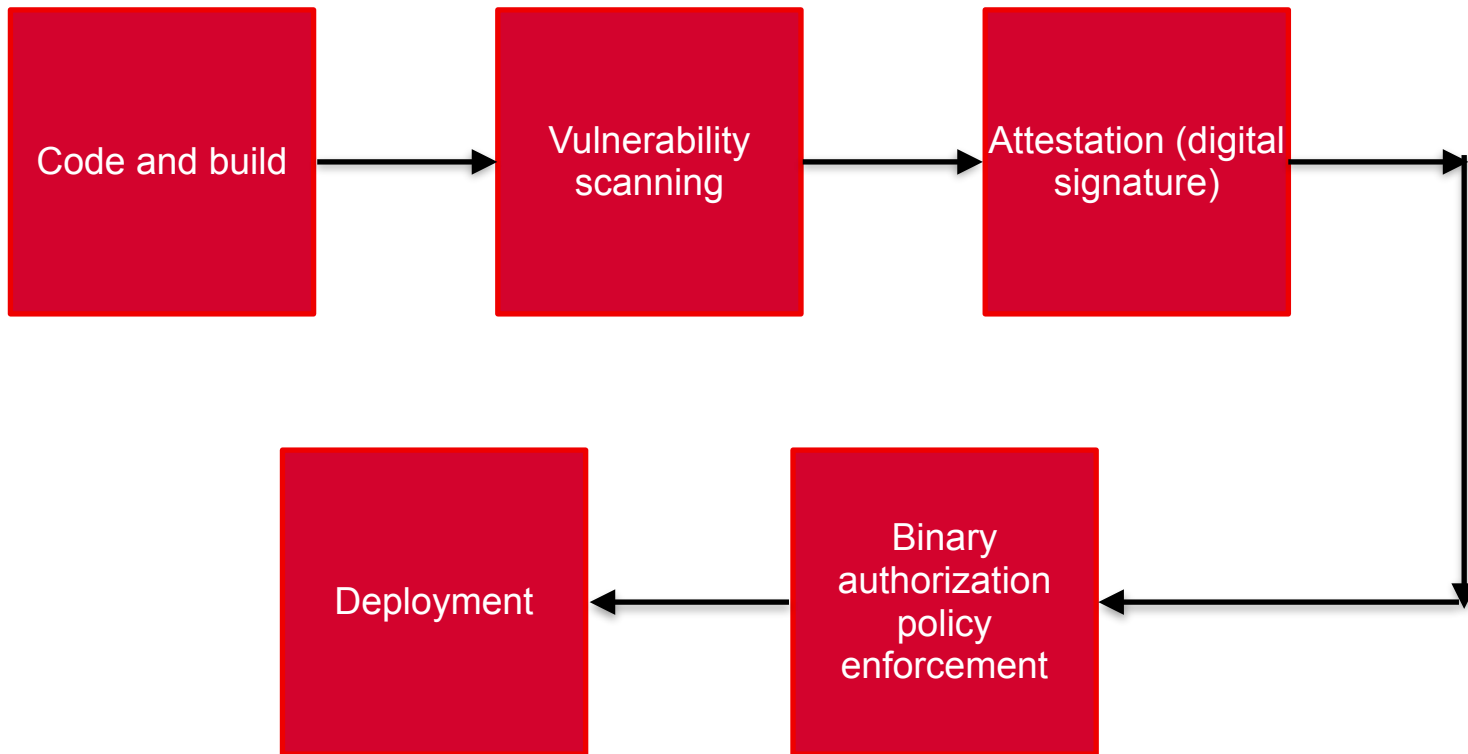 Code and build
Vulnerability
scanning
Attestation (digital
signature)
Deployment
Binary
authorization
policy
enforcement